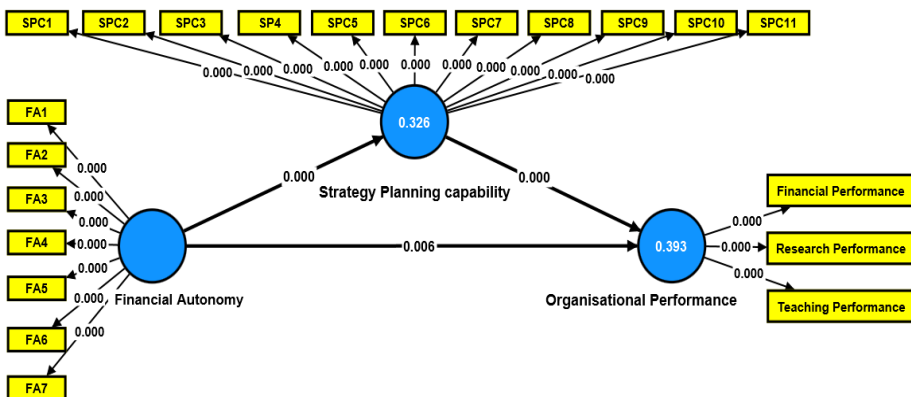 SPC1 SPC2 SPC3 SP4 SPC5 SPC6 SPC7 SPC8 SPC9 SPC10 SPC11
0.000 0.000 0.000 0.000 0.000 0.000 0.000 0.000 0.000 0.000 0.000
0.326
Strategy Planning capability
FA1
FA2
FA3
FA4
FA5
FA6
FA7
0.000
0.000
0.000
0.000
0.000
0.000
0.000
Financial Autonomy
0.000
0.000
0.006
0.393
Organisational Performance
0.000
0.000
0.000
Financial Performance
Research Performance
Teaching Performance